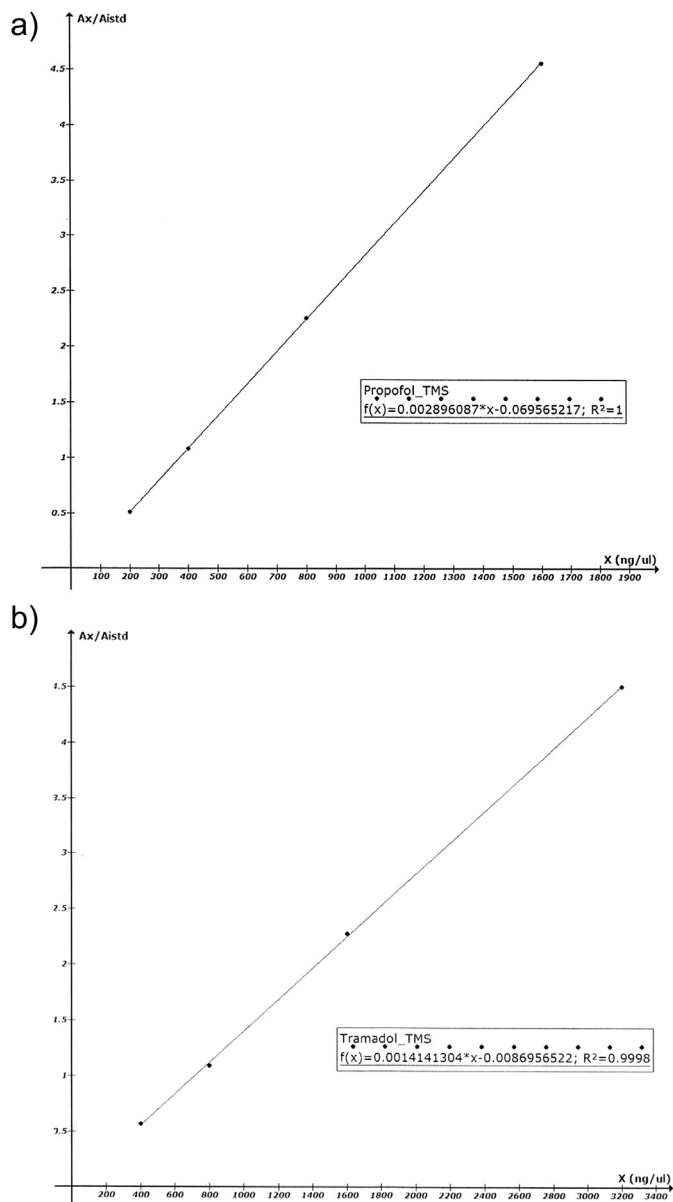 a)
Ax/Aistd
4.5
4
3.5
3
2.5
2
1.5
1
0.5
Propofol_TMS
f(x)=0.002896087*x-0.069565217; R²=1
X (ng/ul)
100 200 300 400 500 600 700 800 900 1000 1100 1200 1300 1400 1500 1600 1700 1800 1900
b)
Ax/Aistd
4.5
4
3.5
3
2.5
2
1.5
1
0.5
Tramadol_TMS
f(x)=0.0014141304*x-0.0086956522; R²=0.9998
X (ng/ul)
200 400 600 800 1000 1200 1400 1600 1800 2000 2200 2400 2600 2800 3000 3200 3400